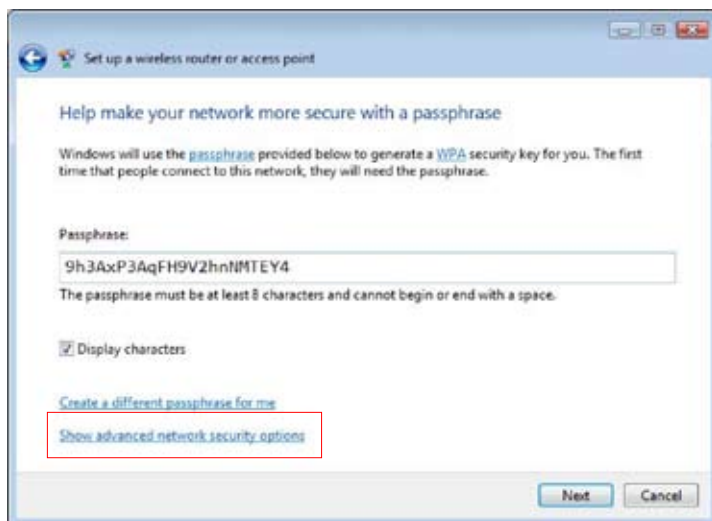 Set up a wireless router or access point
Help make your network more secure with a passphrase
Windows will use the passphrase provided below to generate a WPA security key for you. The first
time that people connect to this network, they will need the passphrase.
Passphrase:
9h3AxP3AqFH9V2hnNMTEY4
The passphrase must be at least 8 characters and cannot begin or end with a space.
Display characters
Create a different passphrase for me
Show advanced network security options
Next Cancel